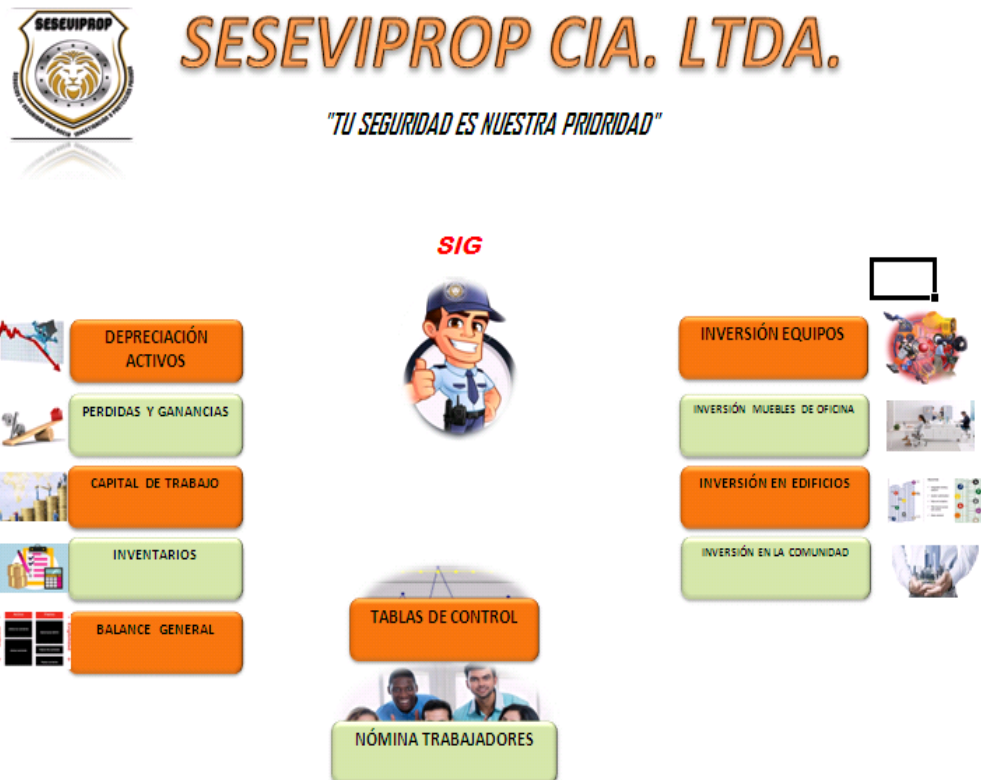 SESEVIPROP
SESEVIPROP CIA. LTDA.
"TU SEGURIDAD ES NUESTRA PRIORIDAD"
SIG
DEPRECIACIÓN
ACTIVOS
PERDIDAS Y GANANCIAS
CAPITAL DE TRABAJO
INVENTARIOS
BALANCE GENERAL
TABLAS DE CONTROL
NÓMINA TRABAJADORES
INVERSIÓN EQUIPOS
INVERSIÓN MUEBLES DE OFICINA
INVERSIÓN EN EDIFICIOS
INVERSIÓN EN LA COMUNIDAD